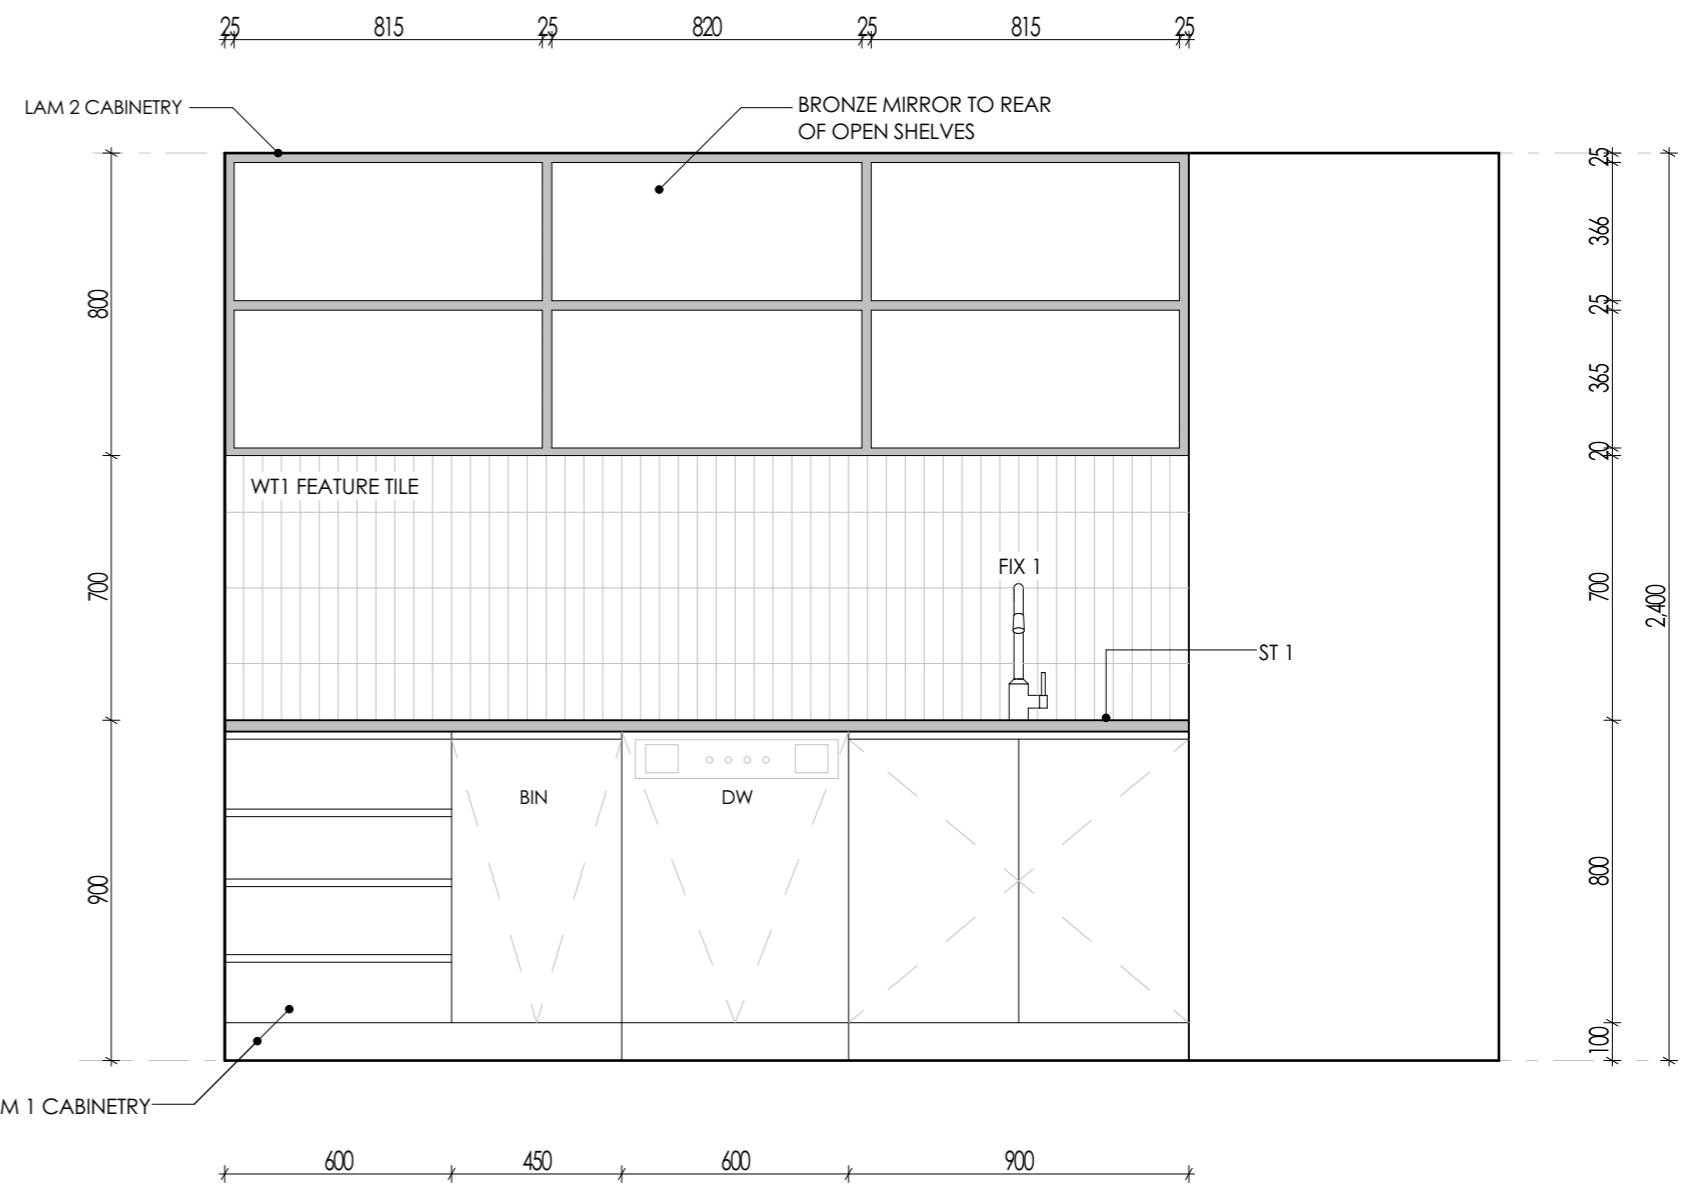 25 815 25 820 25 815 25
LAM 2 CABINETRY
BRONZE MIRROR TO REAR
OF OPEN SHELVES
25
366
25
365
20
800
WT1 FEATURE TILE
FIX 1
700
700
2,400
ST 1
BIN
DW
900
800
100
M 1 CABINETRY
600 450 600 900